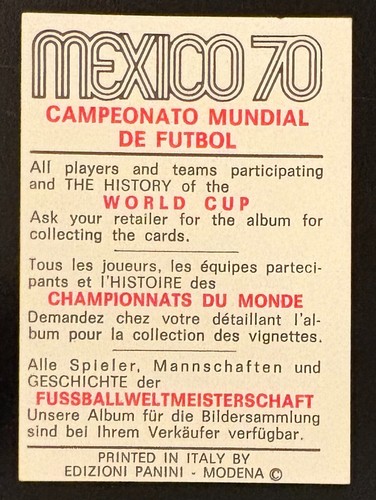 MEXICO 70
CAMPEONATO MUNDIAL
DE FUTBOL
All players and teams participating
and THE HISTORY of the
WORLD CUP
Ask your retailer for the album for
collecting the cards.
Tous les joueurs, les équipes parteci-
pants et l'HISTOIRE des
CHAMPIONNATS DU MONDE
Demandez chez votre détaillant l'al-
bum pour la collection des vignettes.
Alle Spieler, Mannschaften und
GESCHICHTE der
FUSSBALLWELTMEISTERSCHAFT
Unsere Album für die Bildersammlung
sind bei Ihrem Verkäufer verfügbar.
PRINTED IN ITALY BY
EDIZIONI PANINI - MODENA ©